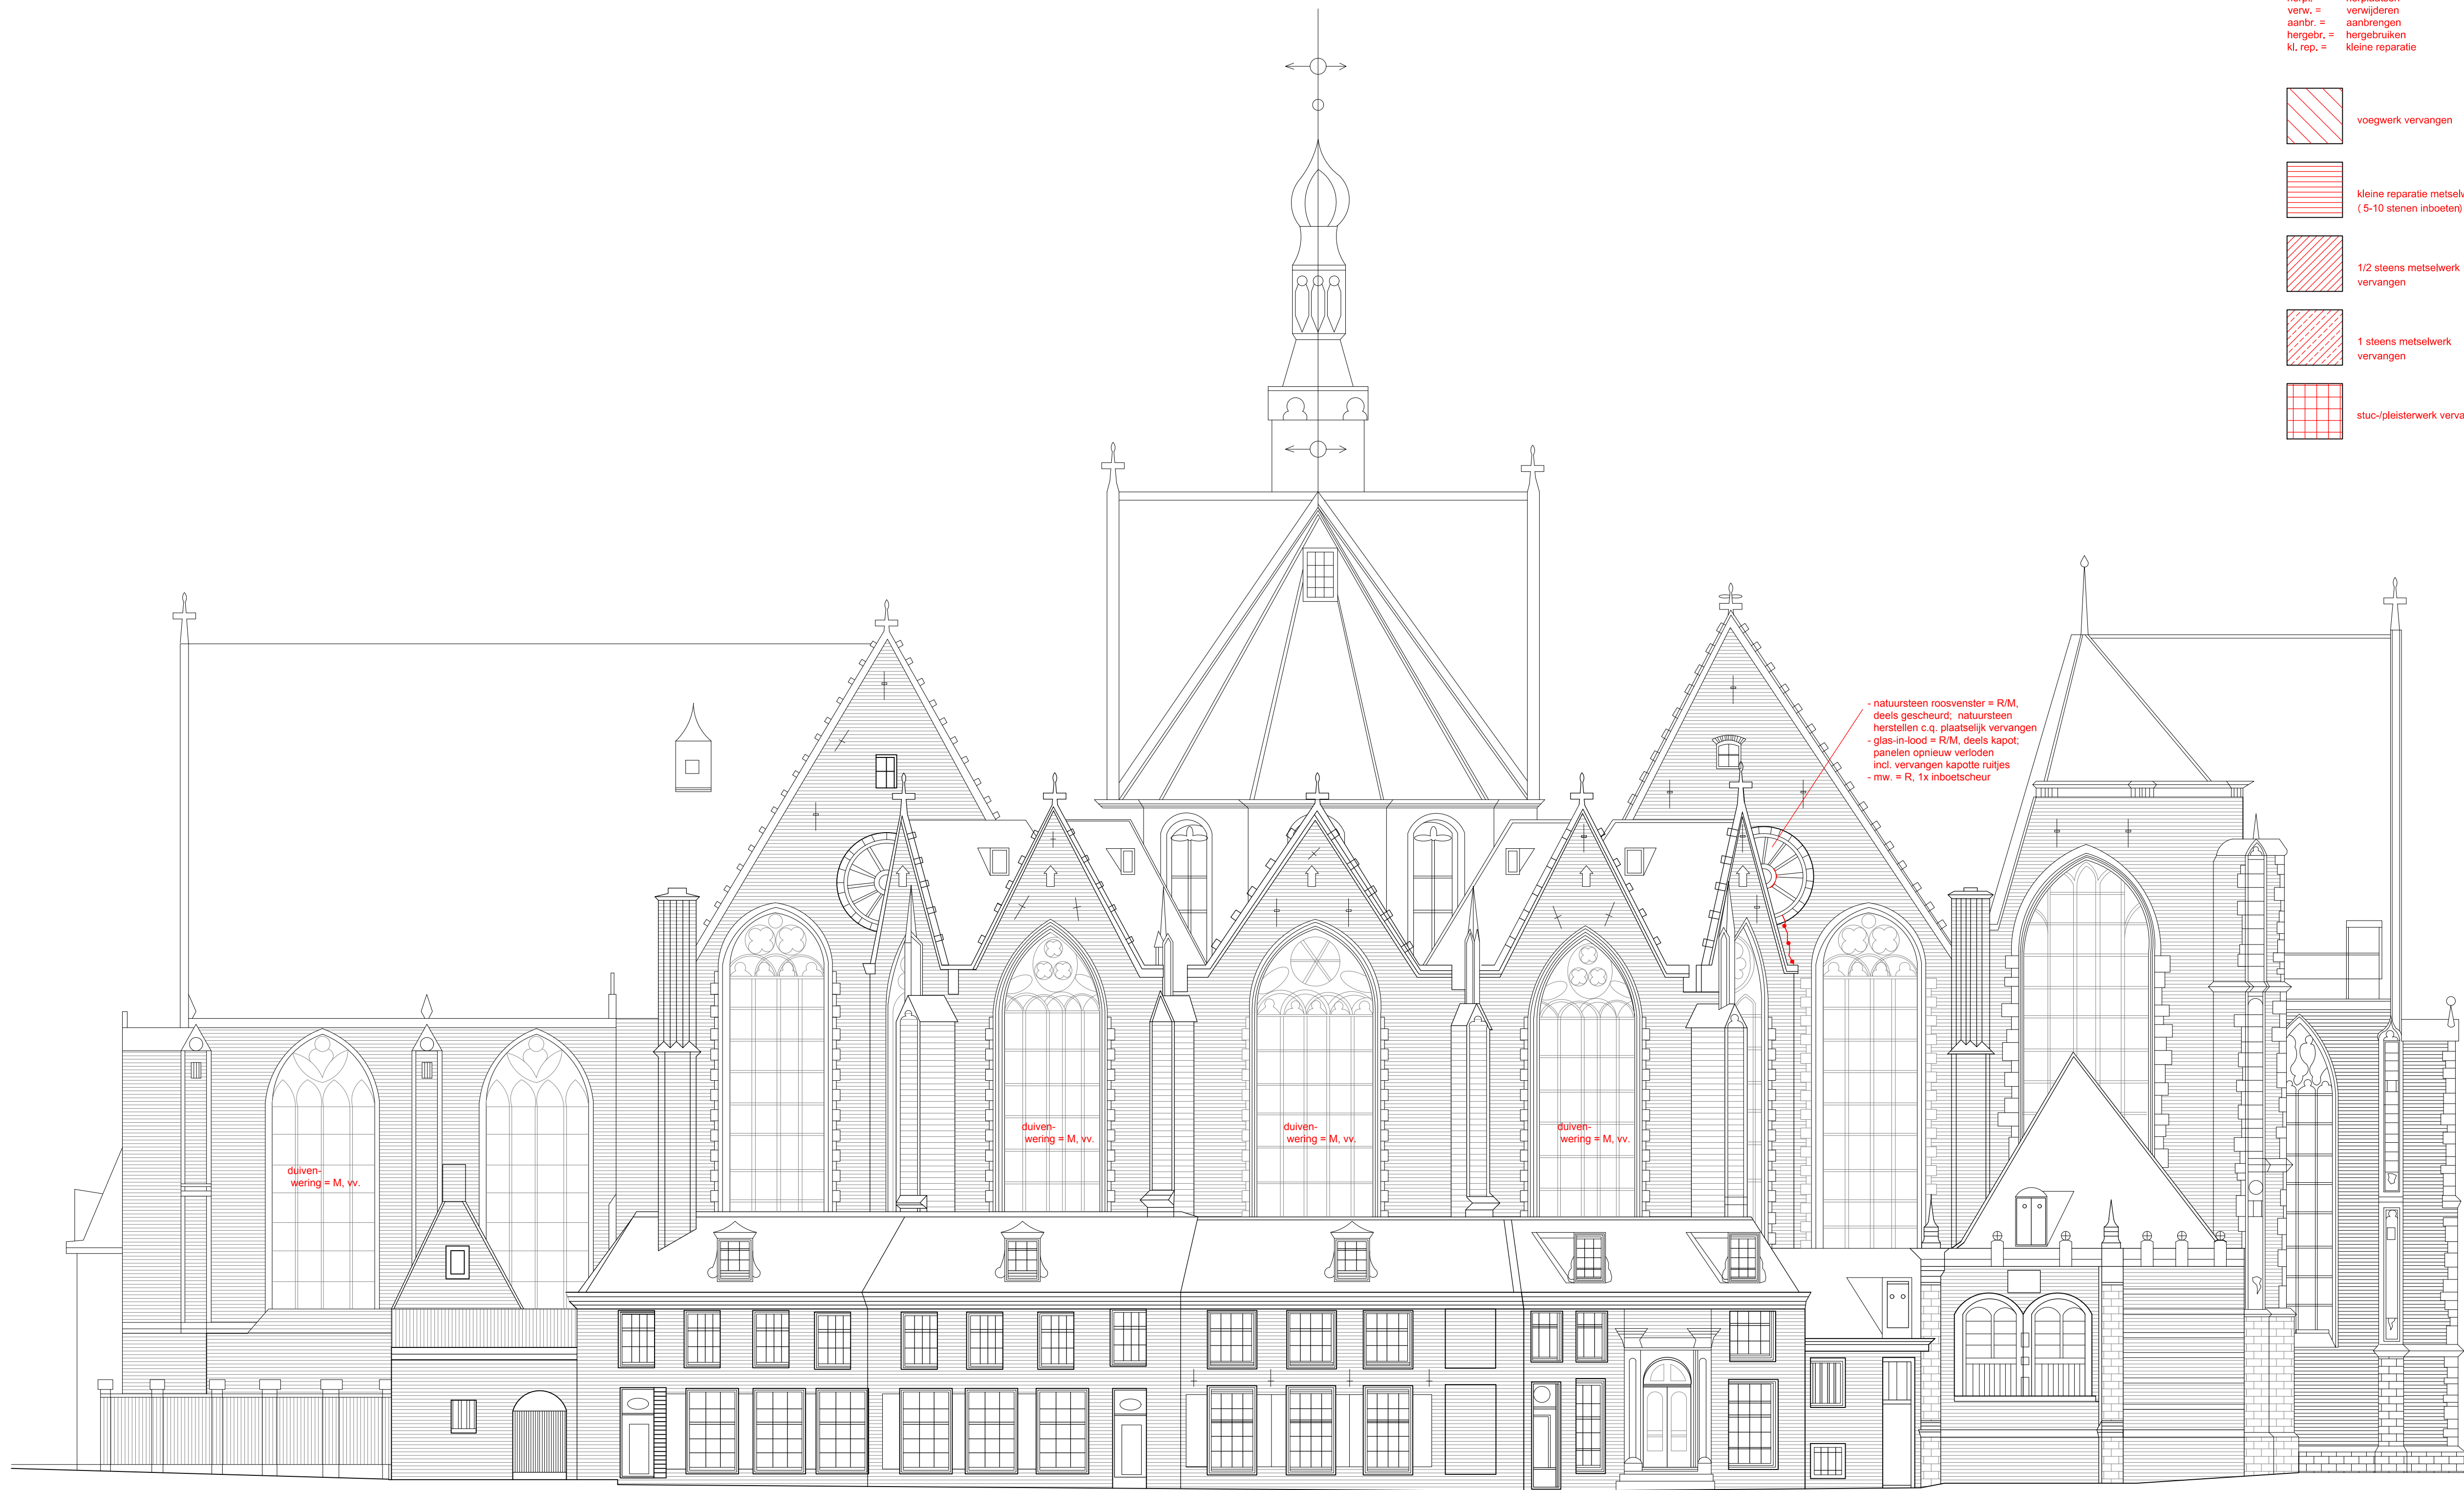 verw. = verwijderen
aanbr. = aanbrengen
hergebr. = hergebruiken
kl. rep. = kleine reparatie
voegwerk vervangen
kleine reparatie
( 5-10 stenen inboeten)
1/2 steens metselwerk
vervangen
1 steens metselwerk
vervangen
stuc-/pleisterwerk
- natuursteen roosvenster = R/M,
deels gescheurd; natuursteen
herstellen c.q. plaatselijk vervangen
- glas-in-lood = R/M, deels kapot;
panelen opnieuw verloden
incl. vervangen kapotte ruitjes
- mw. = R, 1x inboetscheur
duiven-
wering = M, vv.
duiven-
wering = M, vv.
duiven-
wering = M, vv.
duiven-
wering = M, vv.